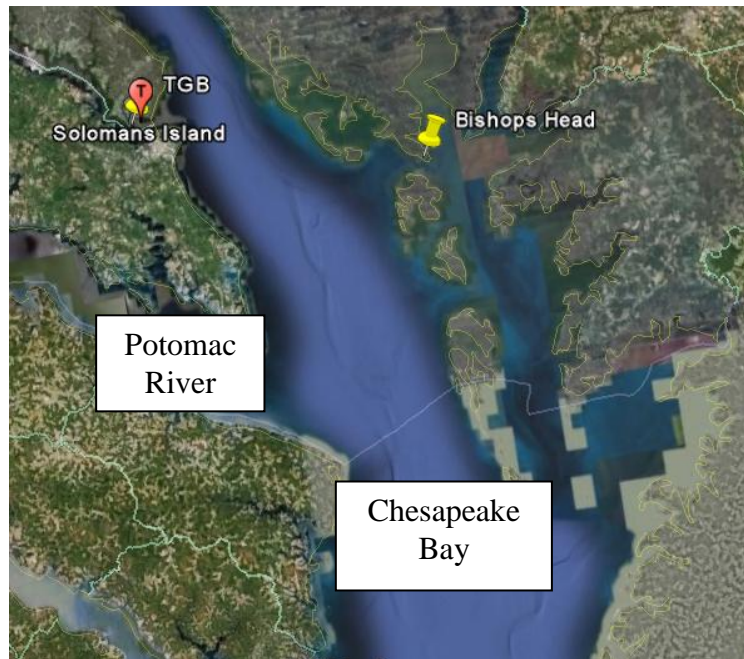 T
TGB
Solomans Island
Bishops Head
Potomac
River
Chesapeake
Bay